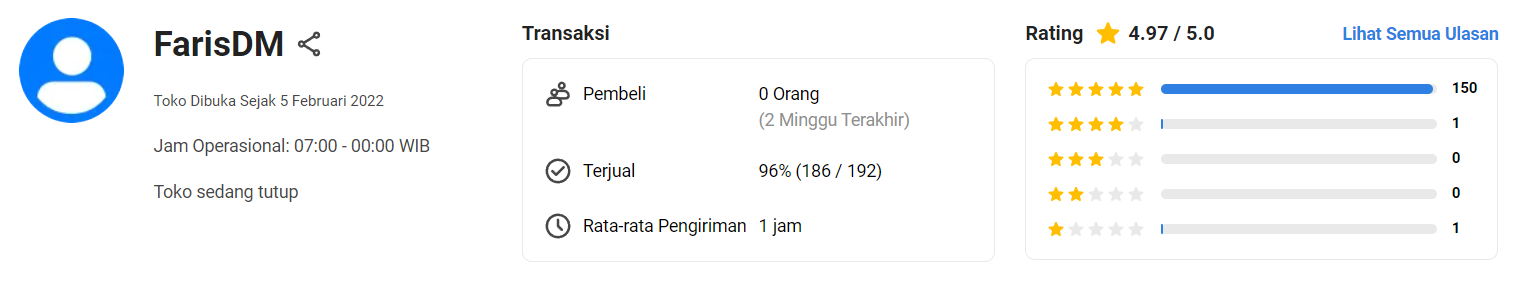 FarisDM
Toko Dibuka Sejak 5 Februari 2022
Jam Operasional: 07:00 - 00:00 WIB
Toko sedang tutup
Transaksi
Pembeli 0 Orang
(2 Minggu Terakhir)
Terjual 96% (186 / 192)
Rata-rata Pengiriman 1 jam
Rating 4.97 / 5.0 Lihat Semua Ulasan
150
1
0
0
1